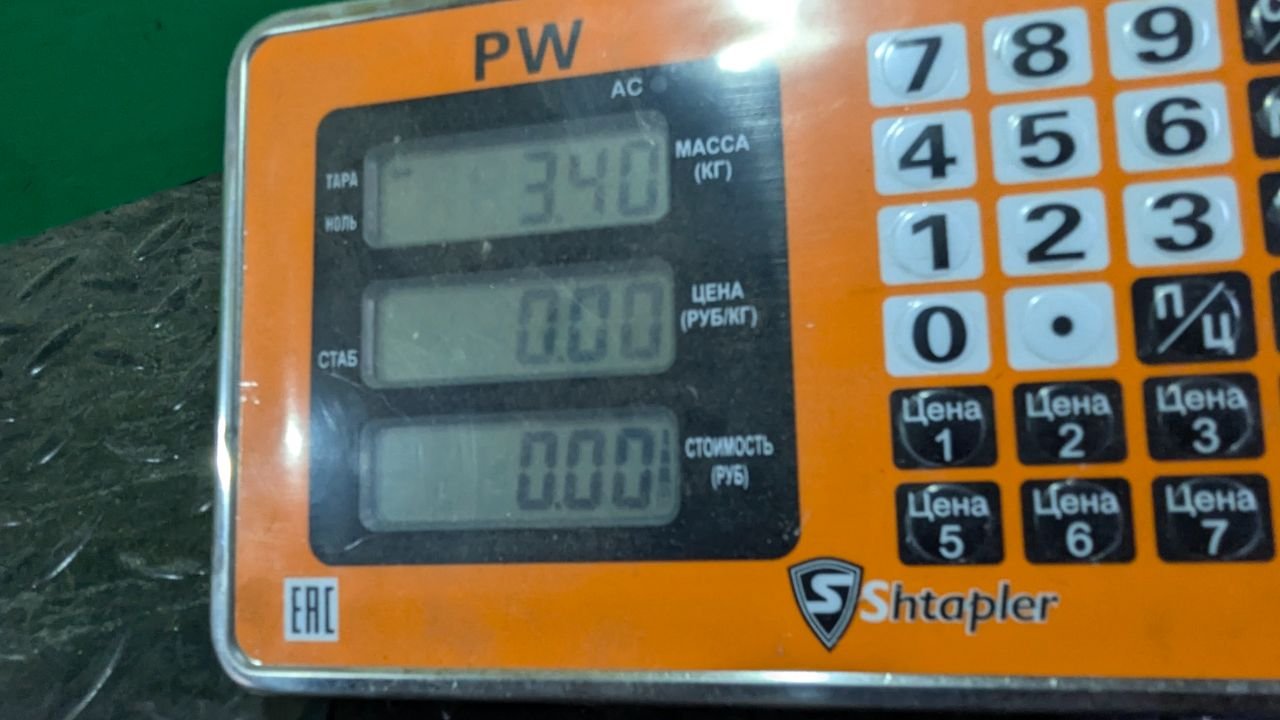 PW
AC
ТАРА
НОЛЬ
3.40
МАССА
(КГ)
СТАБ
0.00
ЦЕНА
(РУБ/КГ)
0.00
СТОИМОСТЬ
(РУБ)
7 8 9
4 5 6
1 2 3
0 . П/Ц
Цена 1
Цена 2
Цена 3
Цена 5
Цена 6
Цена 7
EAC
S Shtapler